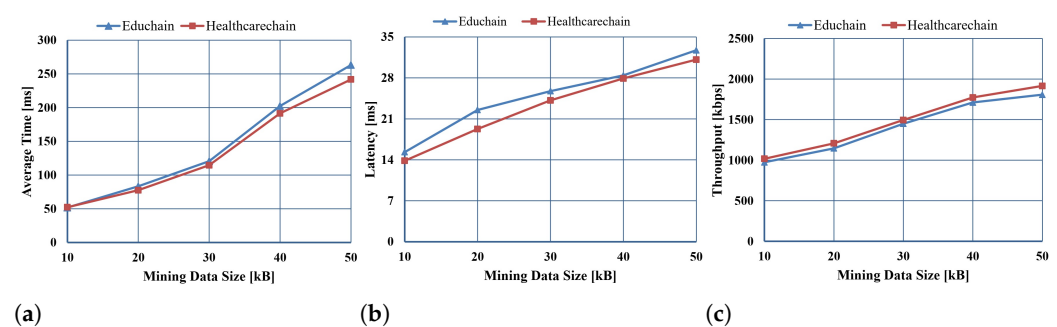 Educhain Healthcarechain
300
250
200
150
100
50
0
Average Time [ms]
10 20 30 40 50
Mining Data Size [kB]
(a)
Educhain Healthcarechain
35
28
21
14
7
0
Latency [ms]
10 20 30 40 50
Mining Data Size [kB]
(b)
Educhain Healthcarechain
2500
2000
1500
1000
500
0
Throughput [kbps]
10 20 30 40 50
Mining Data Size [kB]
(c)